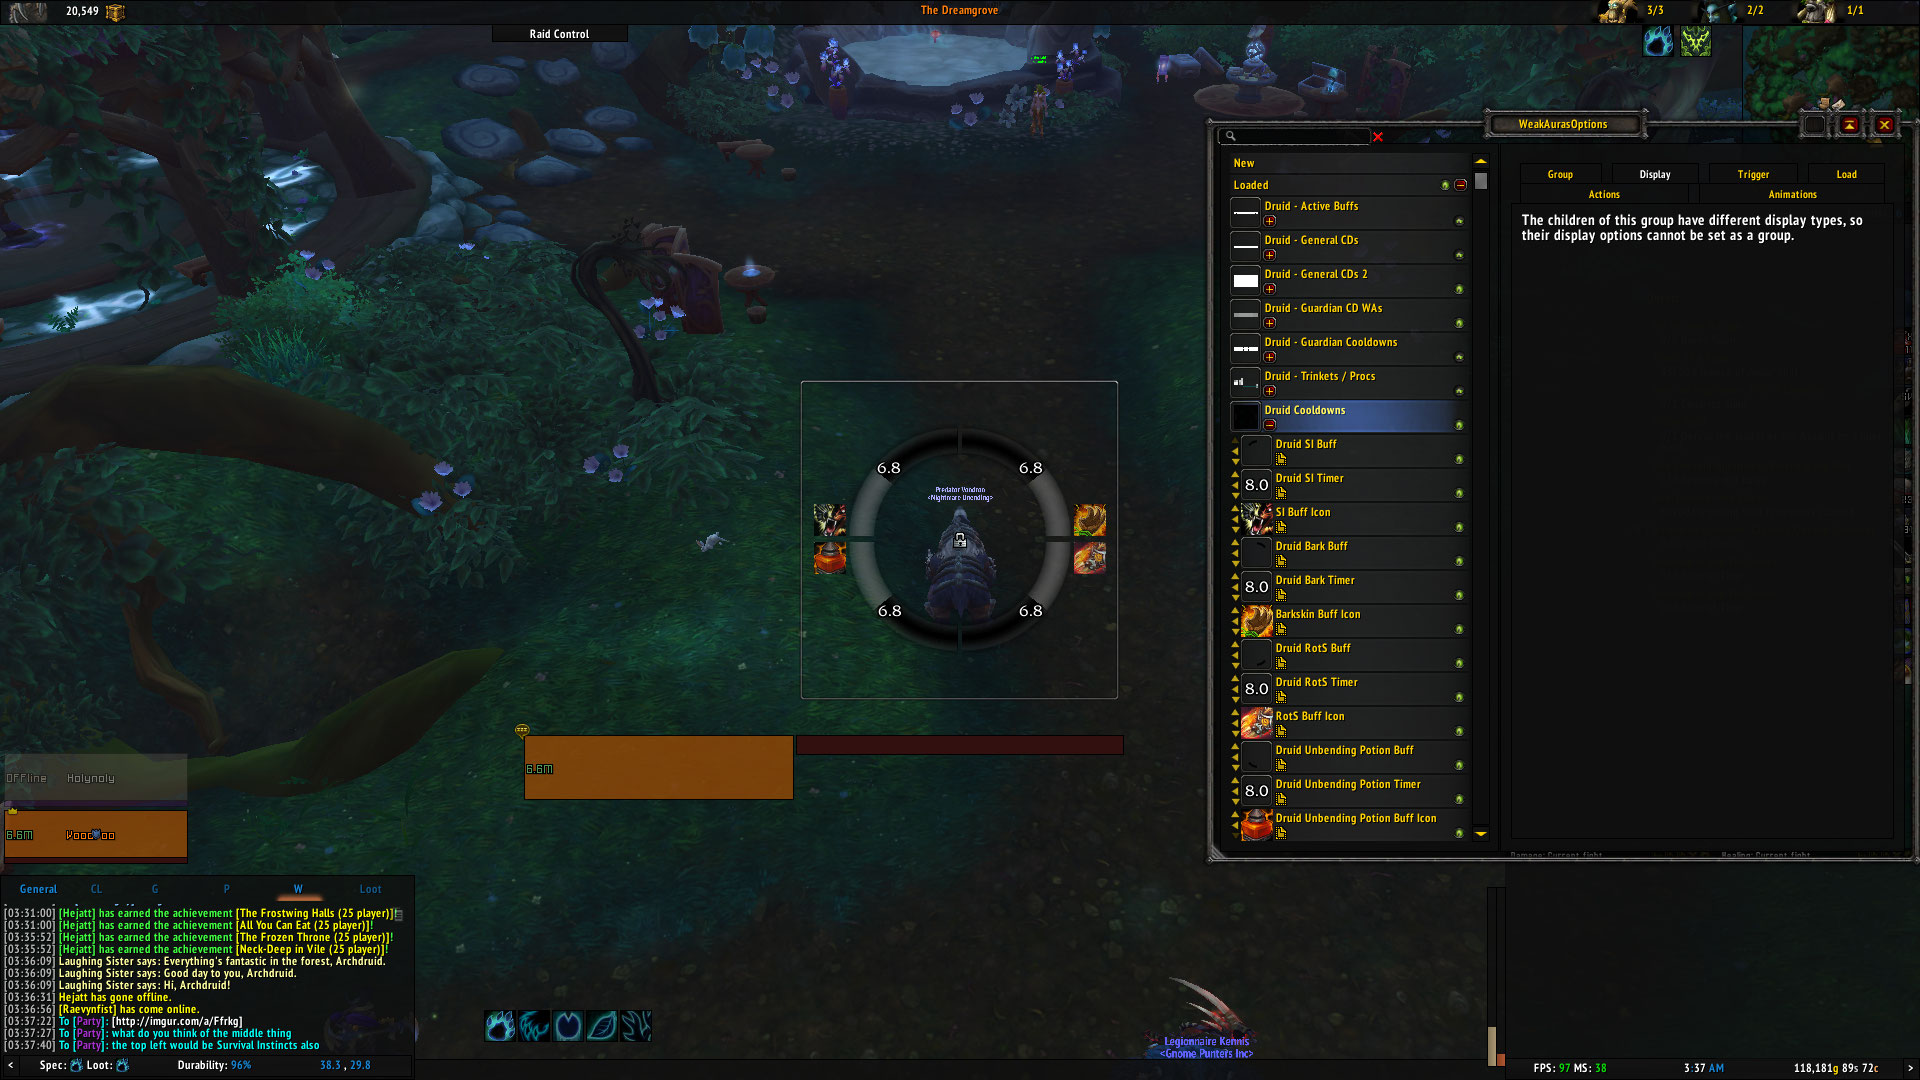 20,549
The Dreamgrove
3/3
2/2
1/1
Raid Control
WeakAurasOptions
New
Loaded
Druid - Active Buffs
Druid - General CDs
Druid - General CDs 2
Druid - Guardian CD WAs
Druid - Guardian Cooldowns
Druid - Trinkets / Procs
Druid Cooldowns
Druid SI Buff
8.0
Druid SI Timer
SI Buff Icon
Druid Bark Buff
8.0
Druid Bark Timer
Barkskin Buff Icon
Druid RotS Buff
8.0
Druid RotS Timer
RotS Buff Icon
Druid Unbending Potion Buff
8.0
Druid Unbending Potion Timer
Druid Unbending Potion Buff Icon
Group
Display
Trigger
Load
Actions
Animations
The children of this group have different display types, so
their display options cannot be set as a group.
Damage: Current fight
Healing: Current fight
6.8
6.8
Predator Voodroo
<Nightmare Unending>
6.8
6.8
6.6M
Offline Holynoly
6.6M
General
CL
G
P
W
Loot
[03:31:00] [Hejatt] has earned the achievement [The Frostwing Halls (25 player)]!
[03:31:00] [Hejatt] has earned the achievement [All You Can Eat (25 player)]!
[03:35:52] [Hejatt] has earned the achievement [The Frozen Throne (25 player)]!
[03:35:52] [Hejatt] has earned the achievement [Neck-Deep in Vile (25 player)]!
[03:36:09] Laughing Sister says: Everything's fantastic in the forest, Archdruid.
[03:36:09] Laughing Sister says: Good day to you, Archdruid.
[03:36:09] Laughing Sister says: Hi, Archdruid!
[03:36:31] Hejatt has gone offline.
[03:36:56] [Raevynfist] has come online.
[03:37:22] To [Party]: [http://imgur.com/a/Ffrkg]
[03:37:27] To [Party]: what do you think of the middle thing
[03:37:40] To [Party]: the top left would be Survival Instincts also
< Spec: Loot: Durability: 96% 38.3 , 29.8
Legionnaire Kennis
<Gnome Punters Inc>
FPS: 97 MS: 38
3:37 AM
118,181g 89s 72c >